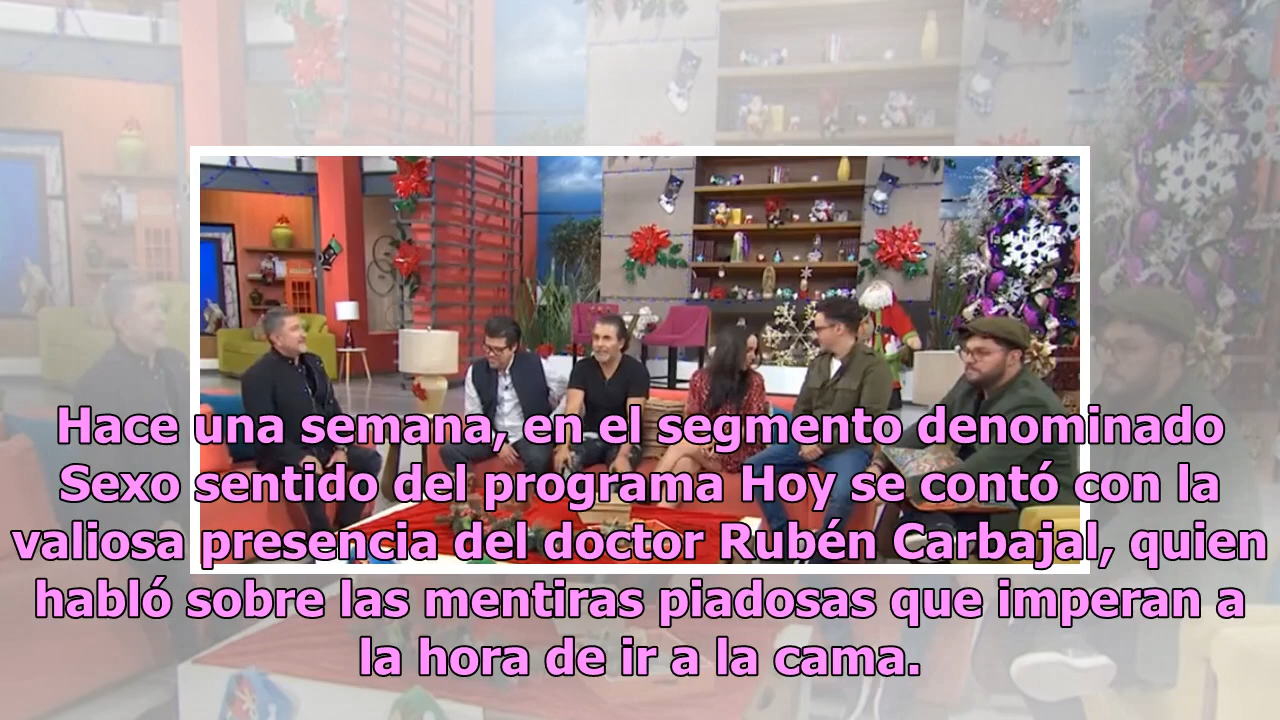 Hace una semana, en el segmento denominado
Sexo sentido del programa Hoy se contó con la
valiosa presencia del doctor Rubén Carbajal, quien
habló sobre las mentiras piadosas que imperan a
la hora de ir a la cama.